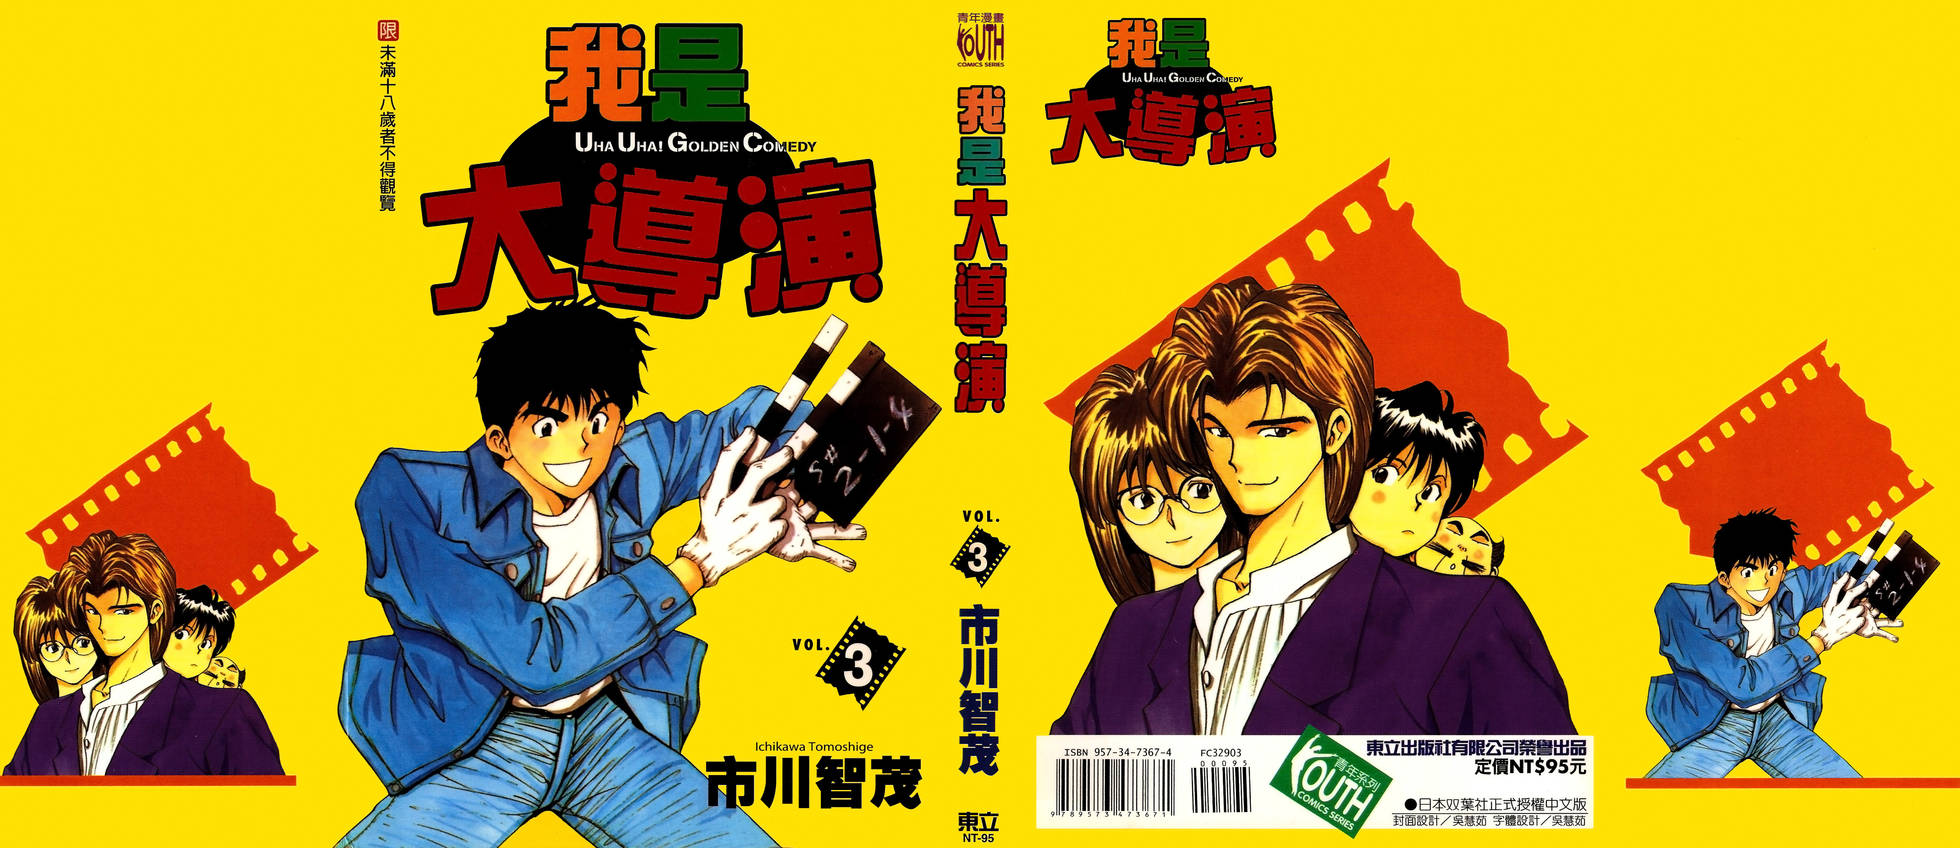 限
未滿十八歲者不得觀覽
我是
UHA UHA! GOLDEN COMEDY
大導演
S#
2-1-4
VOL.
3
Ichikawa Tomoshige
市川智茂
青年漫畫
YOUTH
COMICS SERIES
我是大導演
VOL.
3
市川智茂
東立
NT-95
我是
UHA UHA! GOLDEN COMEDY
大導演
ISBN 957-34-7367-4
FC32903
00095
9789573473671
青年系列
YOUTH
COMICS SERIES
東立出版社有限公司榮譽出品
定價NT$95元
●日本双葉社正式授權中文版
封面設計／吳慧茹 字體設計／吳慧茹
S#
2-1-4